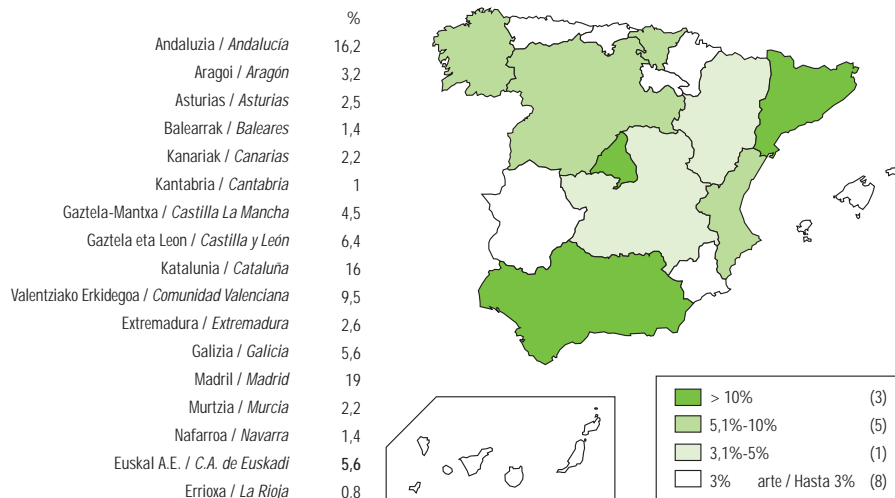 %
Andaluzia / Andalucía 16,2
Aragoi / Aragón 3,2
Asturias / Asturias 2,5
Balearrak / Baleares 1,4
Kanariak / Canarias 2,2
Kantabria / Cantabria 1
Gaztela-Mantxa / Castilla La Mancha 4,5
Gaztela eta Leon / Castilla y León 6,4
Katalunia / Cataluña 16
Valentziako Erkidegoa / Comunidad Valenciana 9,5
Extremadura / Extremadura 2,6
Galizia / Galicia 5,6
Madril / Madrid 19
Murtzia / Murcia 2,2
Nafarroa / Navarra 1,4
Euskal A.E. / C.A. de Euskadi 5,6
Errioxa / La Rioja 0,8
> 10% (3)
5,1%-10% (5)
3,1%-5% (1)
3% arte / Hasta 3% (8)